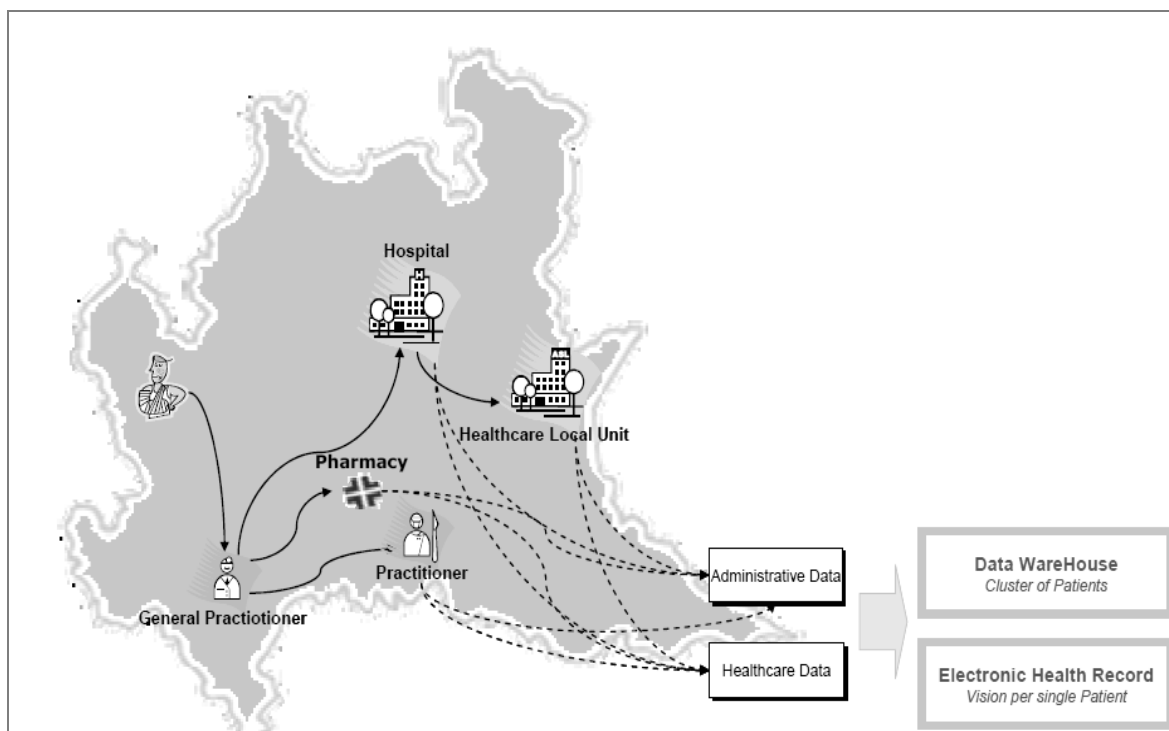 H
Hospital
ASL
Healthcare Local Unit
Pharmacy
Practitioner
General Practiotioner
Administrative Data
Healthcare Data
Data WareHouse
Cluster of Patients
Electronic Health Record
Vision per single Patient